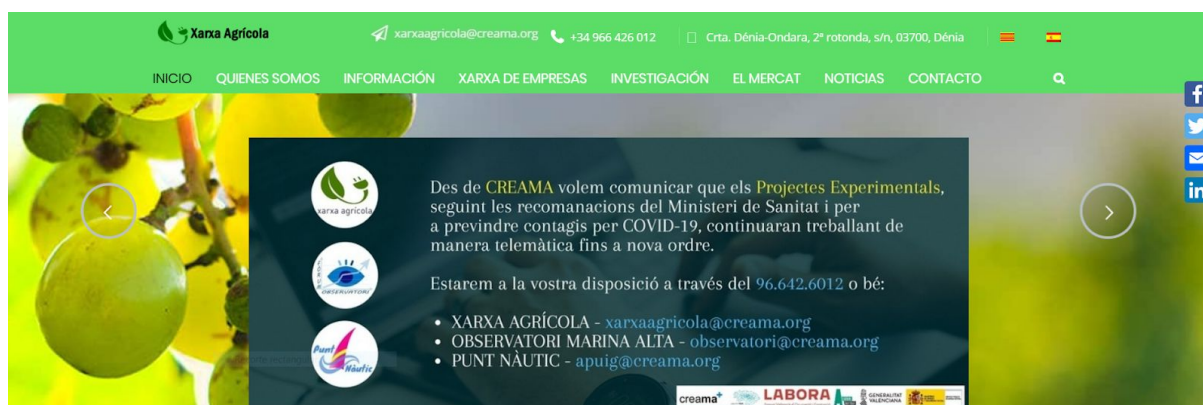 Xarxa Agrícola
xarxaagricola@creama.org
+34 966 426 012
Crta. Dénia-Ondara, 2ª rotonda, s/n, 03700, Dénia
INICIO QUIENES SOMOS INFORMACIÓN XARXA DE EMPRESAS INVESTIGACIÓN EL MERCAT NOTICIAS CONTACTO
xarxa agrícola
OBSERVATORI
Punt
Nàutic
Des de CREAMA volem comunicar que els Projectes Experimentals,
seguint les recomanacions del Ministeri de Sanitat i per
a previndre contagis per COVID-19, continuaran treballant de
manera telemàtica fins a nova ordre.
Estarem a la vostra disposició a través del 96.642.6012 o bé:
• XARXA AGRÍCOLA - xarxaagricola@creama.org
• OBSERVATORI MARINA ALTA - observatori@creama.org
• PUNT NÀUTIC - apuig@creama.org
creama+
LABORA
GENERALITAT
VALENCIANA